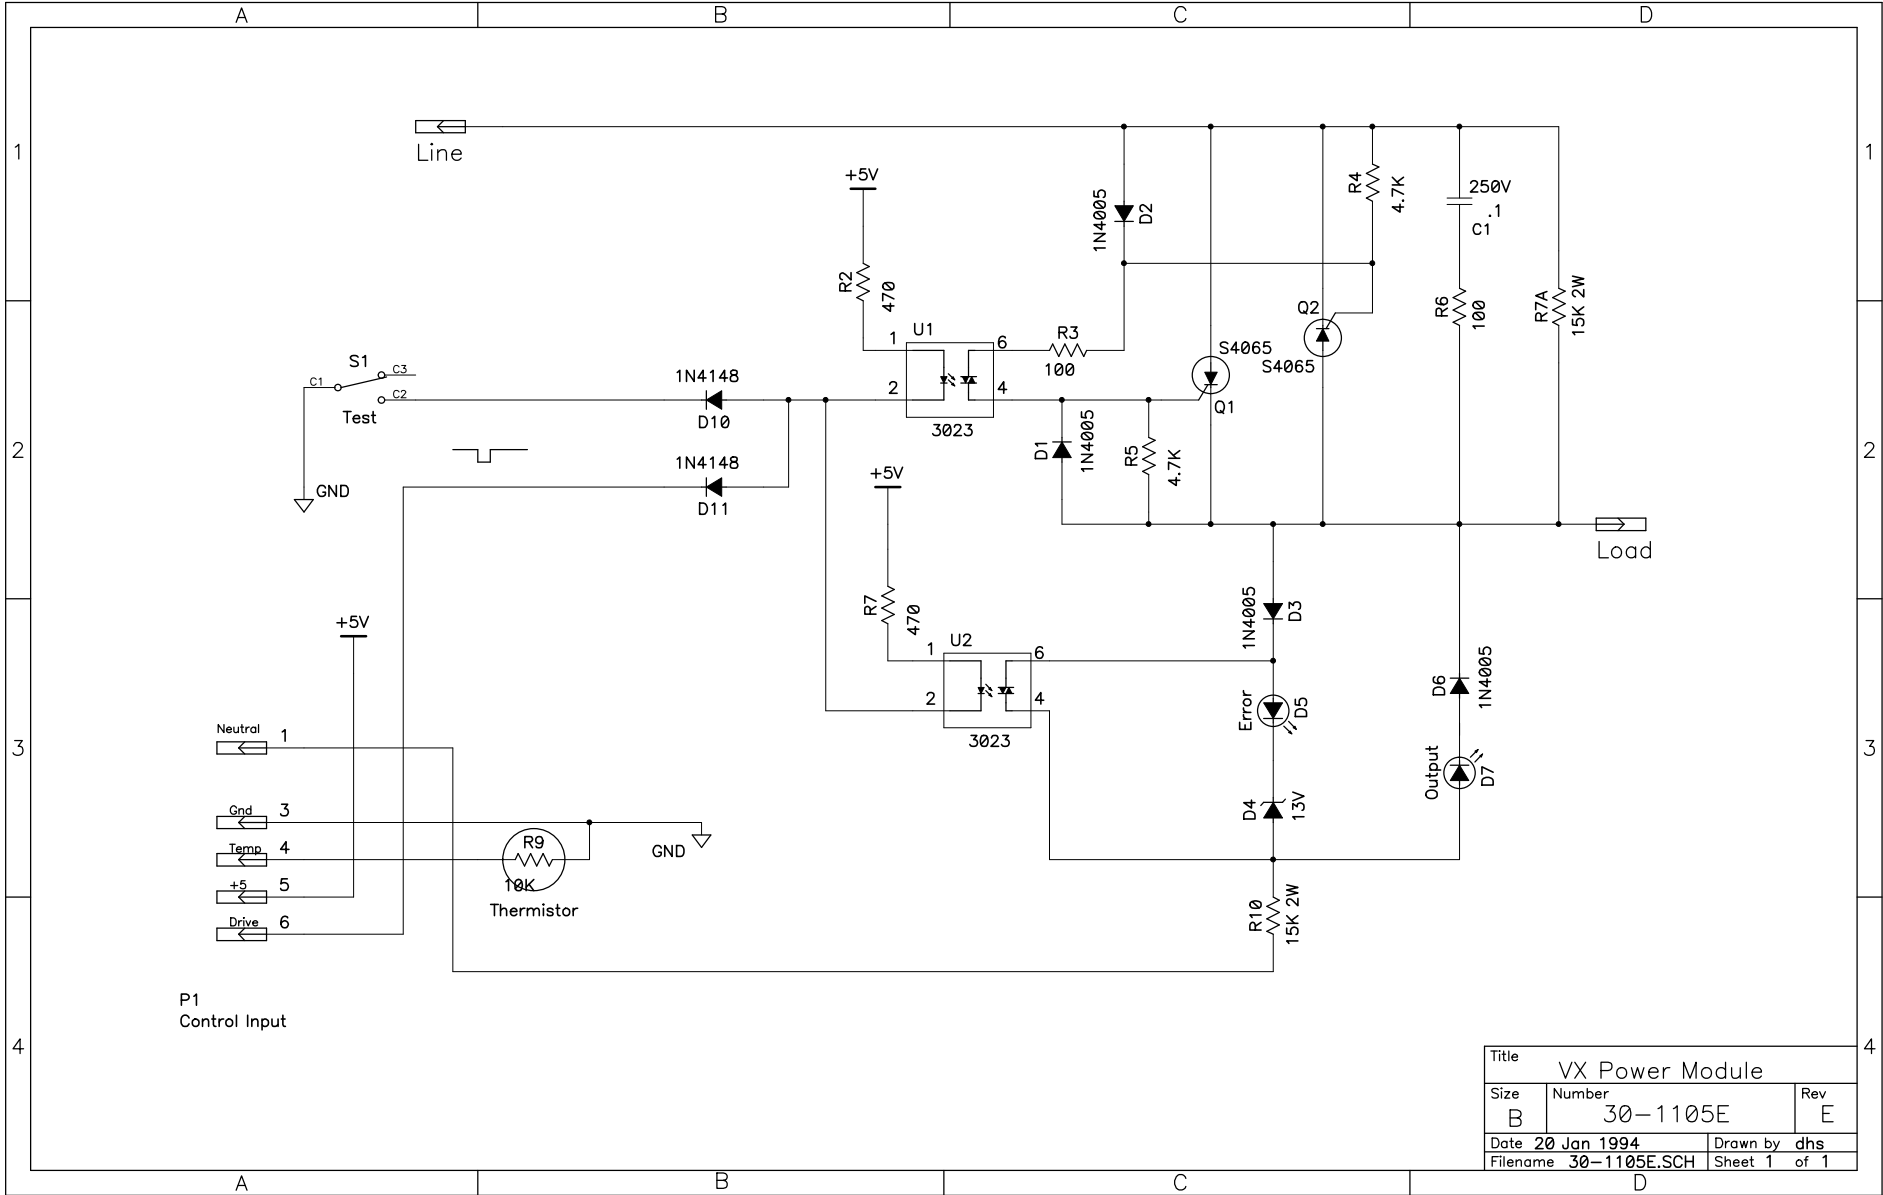 A B C D
1 1
Line
+5V
1N4005
D2
R4
4.7K
250V
.1
C1
R2
470
R6
100
R7A
15K 2W
Q2
U1
1
6
R3
100
S4065
S4065
S1
C1
C3
C2
Test
1N4148
D10
2
4
3023
Q1
2 2
D1
1N4005
R5
4.7K
1N4148
D11
+5V
GND
Load
R7
470
1N4005
D3
+5V
U2
1
6
2
4
3023
D6
1N4005
Error
D5
Neutral
1
3 3
Output
D7
Gnd
3
D4
13V
Temp
4
R9
10K
Thermistor
GND
+5
5
Drive
6
R10
15K 2W
P1
Control Input
4 4
Title
VX Power Module
Size
B
Number
30-1105E
Rev
E
Date 20 Jan 1994
Drawn by dhs
Filename 30-1105E.SCH
Sheet 1 of 1
A B C D